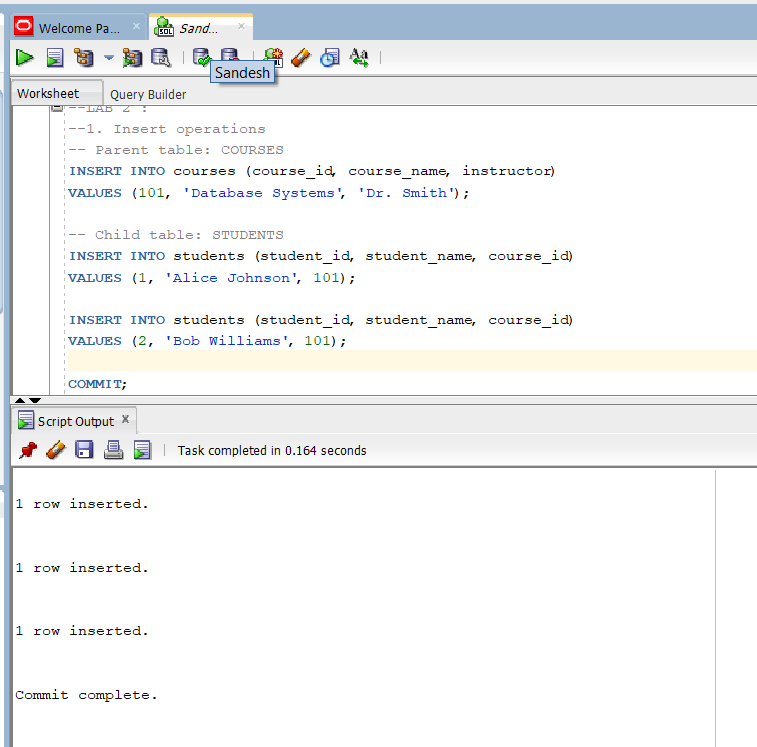 Welcome Pa...
Sand...
Sandesh
Worksheet
Query Builder
--LAB 2 :
--1. Insert operations
-- Parent table: COURSES
INSERT INTO courses (course_id, course_name, instructor)
VALUES (101, 'Database Systems', 'Dr. Smith');
-- Child table: STUDENTS
INSERT INTO students (student_id, student_name, course_id)
VALUES (1, 'Alice Johnson', 101);
INSERT INTO students (student_id, student_name, course_id)
VALUES (2, 'Bob Williams', 101);
COMMIT;
Script Output
Task completed in 0.164 seconds
1 row inserted.
1 row inserted.
1 row inserted.
Commit complete.